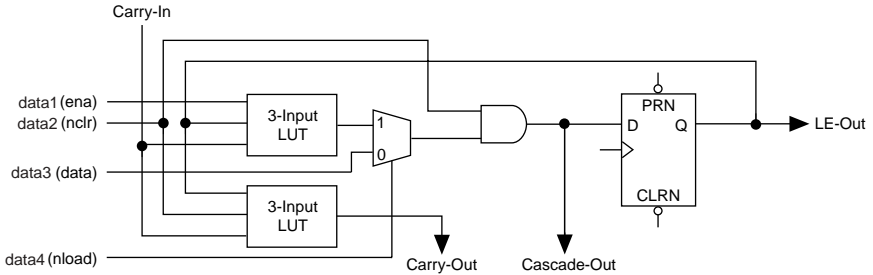 Carry-In
data1 (ena)
data2 (nclr)
data3 (data)
data4 (nload)
3-Input
LUT
3-Input
LUT
1
0
PRN
D
Q
CLRN
LE-Out
Carry-Out
Cascade-Out